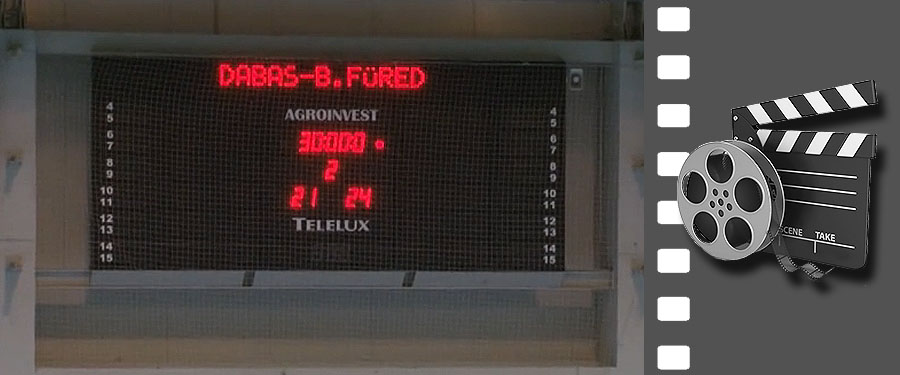 DABAS-B.FÜRED
4 AGROINVEST 4
5 5
6 30:00 6
7 7
8 2 8
9 9
10 21 24 10
11 11
12 TELELUX 12
13 13
14 14
15 15
SCENE TAKE